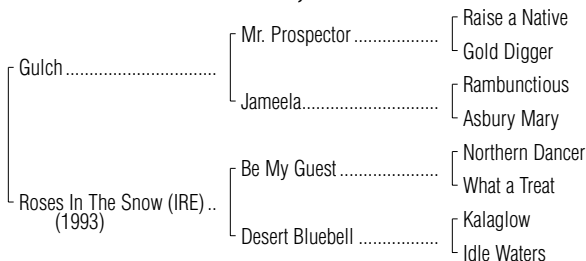 Raise a Native
Mr. Prospector ..................
Gold Digger
Gulch ..............................
Rambunctious
Jameela...........................
Asbury Mary
Northern Dancer
Be My Guest ....................
What a Treat
Roses In The Snow (IRE) ..
(1993)
Kalaglow
Desert Bluebell ................
Idle Waters